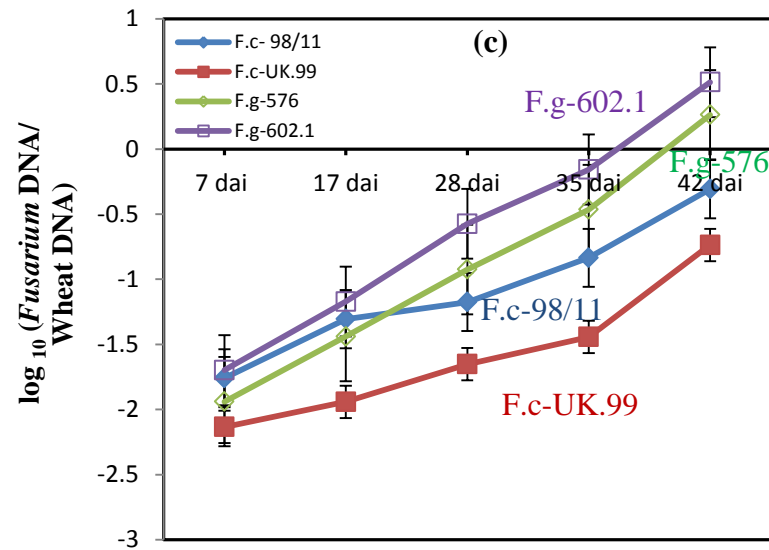 log 10 (Fusarium DNA/
Wheat DNA)
1
0.5
0
-0.5
-1
-1.5
-2
-2.5
-3
F.c- 98/11
F.c-UK.99
F.g-576
F.g-602.1
(c)
F.g-602.1
F.g-576
7 dai
17 dai
28 dai
35 dai
42 dai
F.c-98/11
F.c-UK.99